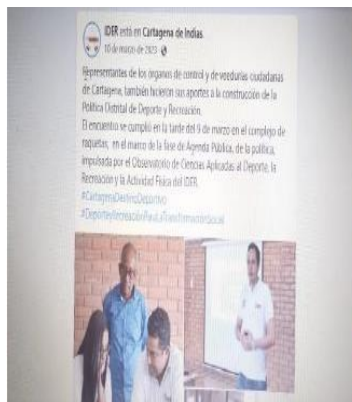 IDER está en Cartagena de Indias.
10 de marzo de 2023
Representantes de los órganos de control y de veedurías ciudadanas
de Cartagena, también hicieron sus aportes a la construcción de la
Política Distrital de Deporte y Recreación.
El encuentro se cumplió en la tarde del 9 de marzo en el complejo de
raquetas, en el marco de la fase de Agenda Pública, de la política,
impulsada por el Observatorio de Ciencias Aplicadas al Deporte, la
Recreación y la Actividad Física del IDER.
#CartagenaDestinoDeportivo
#DeporteyRecreaciónParaLaTransformaciónSocial